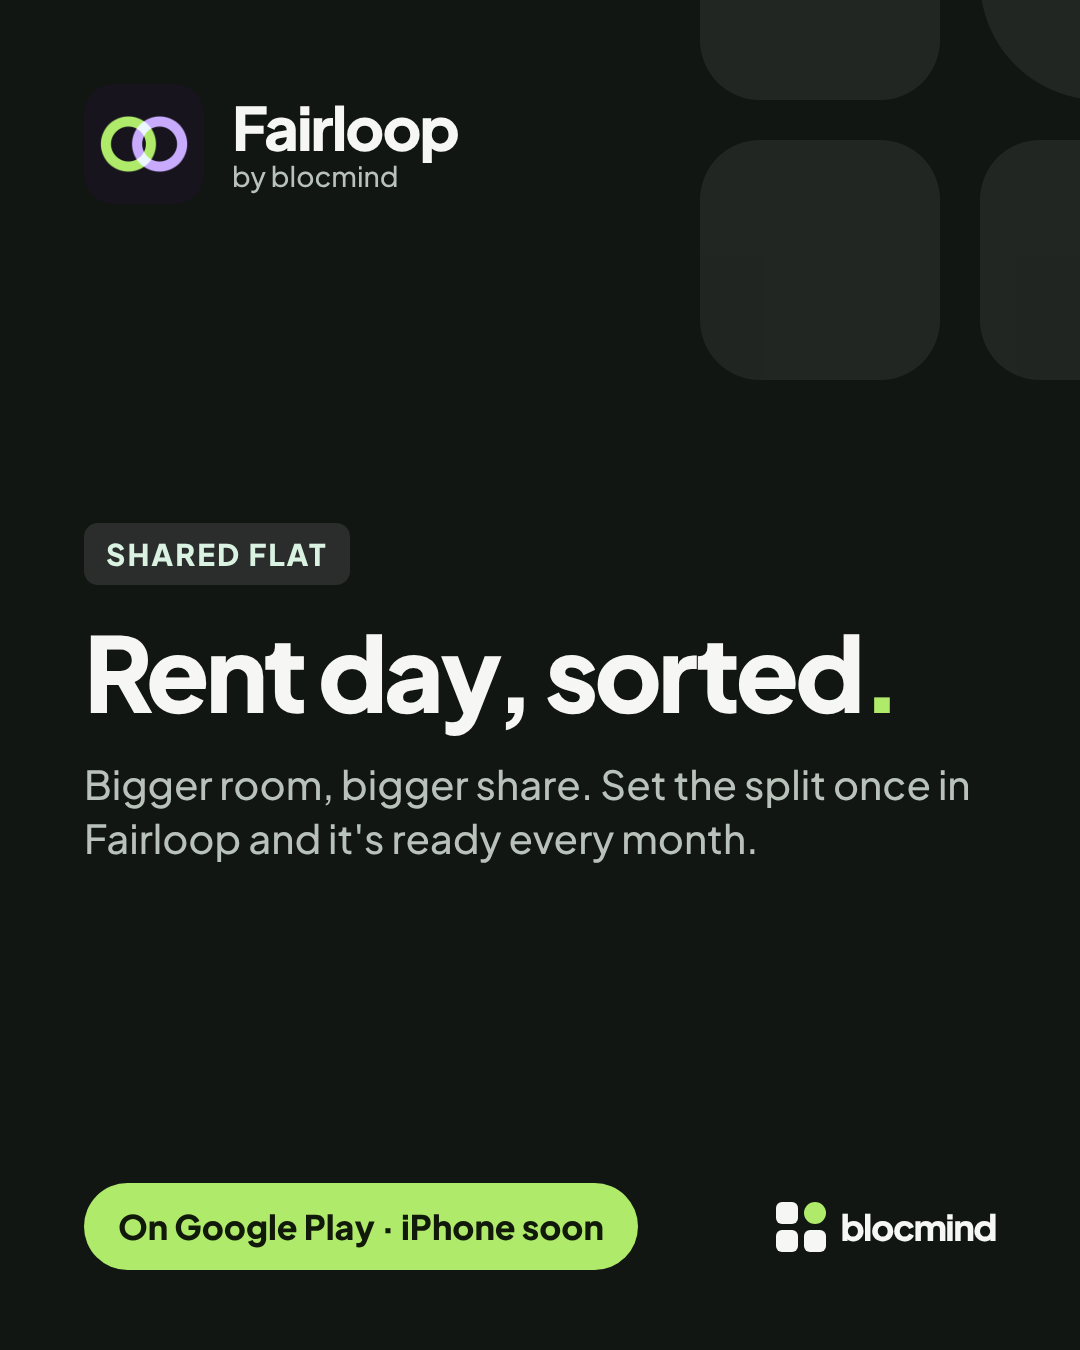 Fairloop
by blocmind
SHARED FLAT
Rent day, sorted.
Bigger room, bigger share. Set the split once in
Fairloop and it's ready every month.
On Google Play · iPhone soon
blocmind